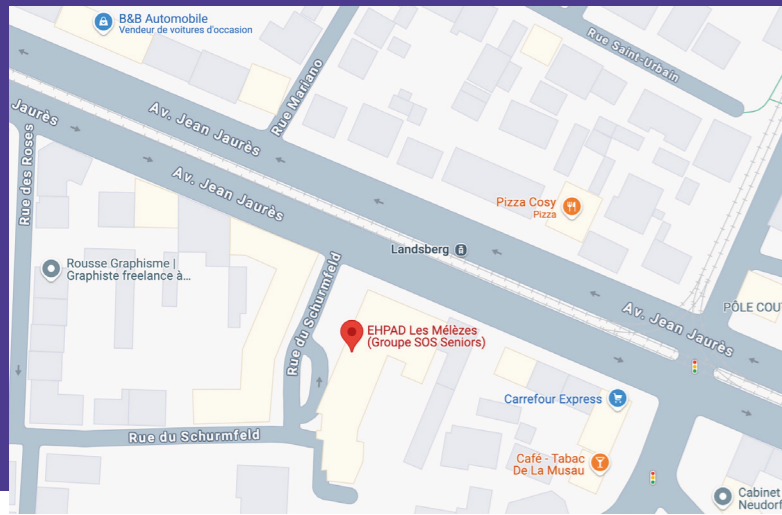 B&B Automobile
Vendeur de voitures d'occasion
Rue Saint-Urbain
Rue Mariano
Jaurès
Av. Jean Jaurès
Rue des Roses
Av. Jean Jaurès
Pizza Cosy
Pizza
Landsberg
Rousse Graphisme |
Graphiste freelance à...
Rue du Schurmfeld
PÔLE COU
Av. Jean Jaurès
EHPAD Les Mélèzes
(Groupe SOS Seniors)
Carrefour Express
Rue du Schurmfeld
Café - Tabac
De La Musau
Cabinet
Neudorf